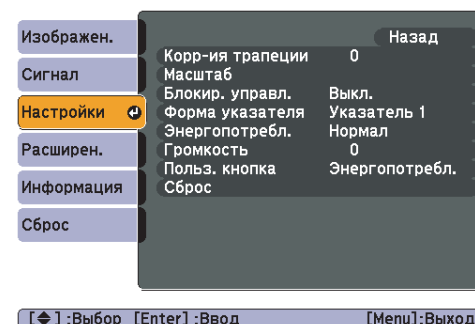 Изображен.
Сигнал
Настройки
Расширен.
Информация
Сброс
Назад
Корр-ия трапеции 0
Масштаб
Блокир. управл. Выкл.
Форма указателя Указатель 1
Энергопотребл. Нормал
Громкость 0
Польз. кнопка Энергопотребл.
Сброс
[◆] :Выбор [Enter] :Ввод [Menu]:Выход